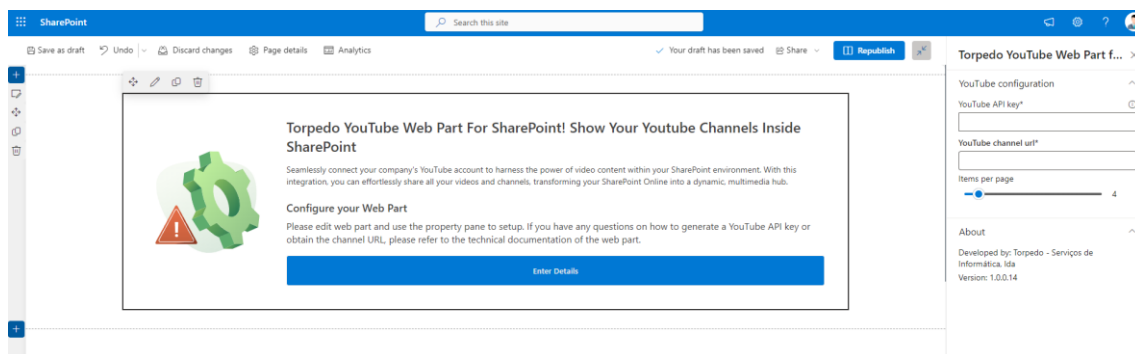 SharePoint
Search this site
?
Save as draft Undo Discard changes Page details Analytics
Your draft has been saved Share Republish
Torpedo YouTube Web Part For SharePoint! Show Your Youtube Channels Inside
SharePoint
Seamlessly connect your company's YouTube account to harness the power of video content within your SharePoint environment. With this
integration, you can effortlessly share all your videos and channels, transforming your SharePoint Online into a dynamic, multimedia hub.
Configure your Web Part
Please edit web part and use the property pane to setup. If you have any questions on how to generate a YouTube API key or
obtain the channel URL, please refer to the technical documentation of the web part.
Enter Details
Torpedo YouTube Web Part f...
YouTube configuration
YouTube API key*
YouTube channel url*
Items per page
4
About
Developed by: Torpedo - Serviços de
Informática, lda
Version: 1.0.0.14